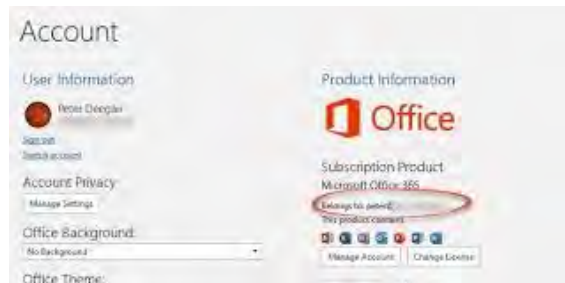 Account
User Information
Peter Deegan
Sign out
Switch account
Account Privacy
Manage Settings
Office Background:
No Background
Office Theme:
Product Information
Office
Subscription Product
Microsoft Office 365
Belongs to:
This product contains
Manage Account
Change License